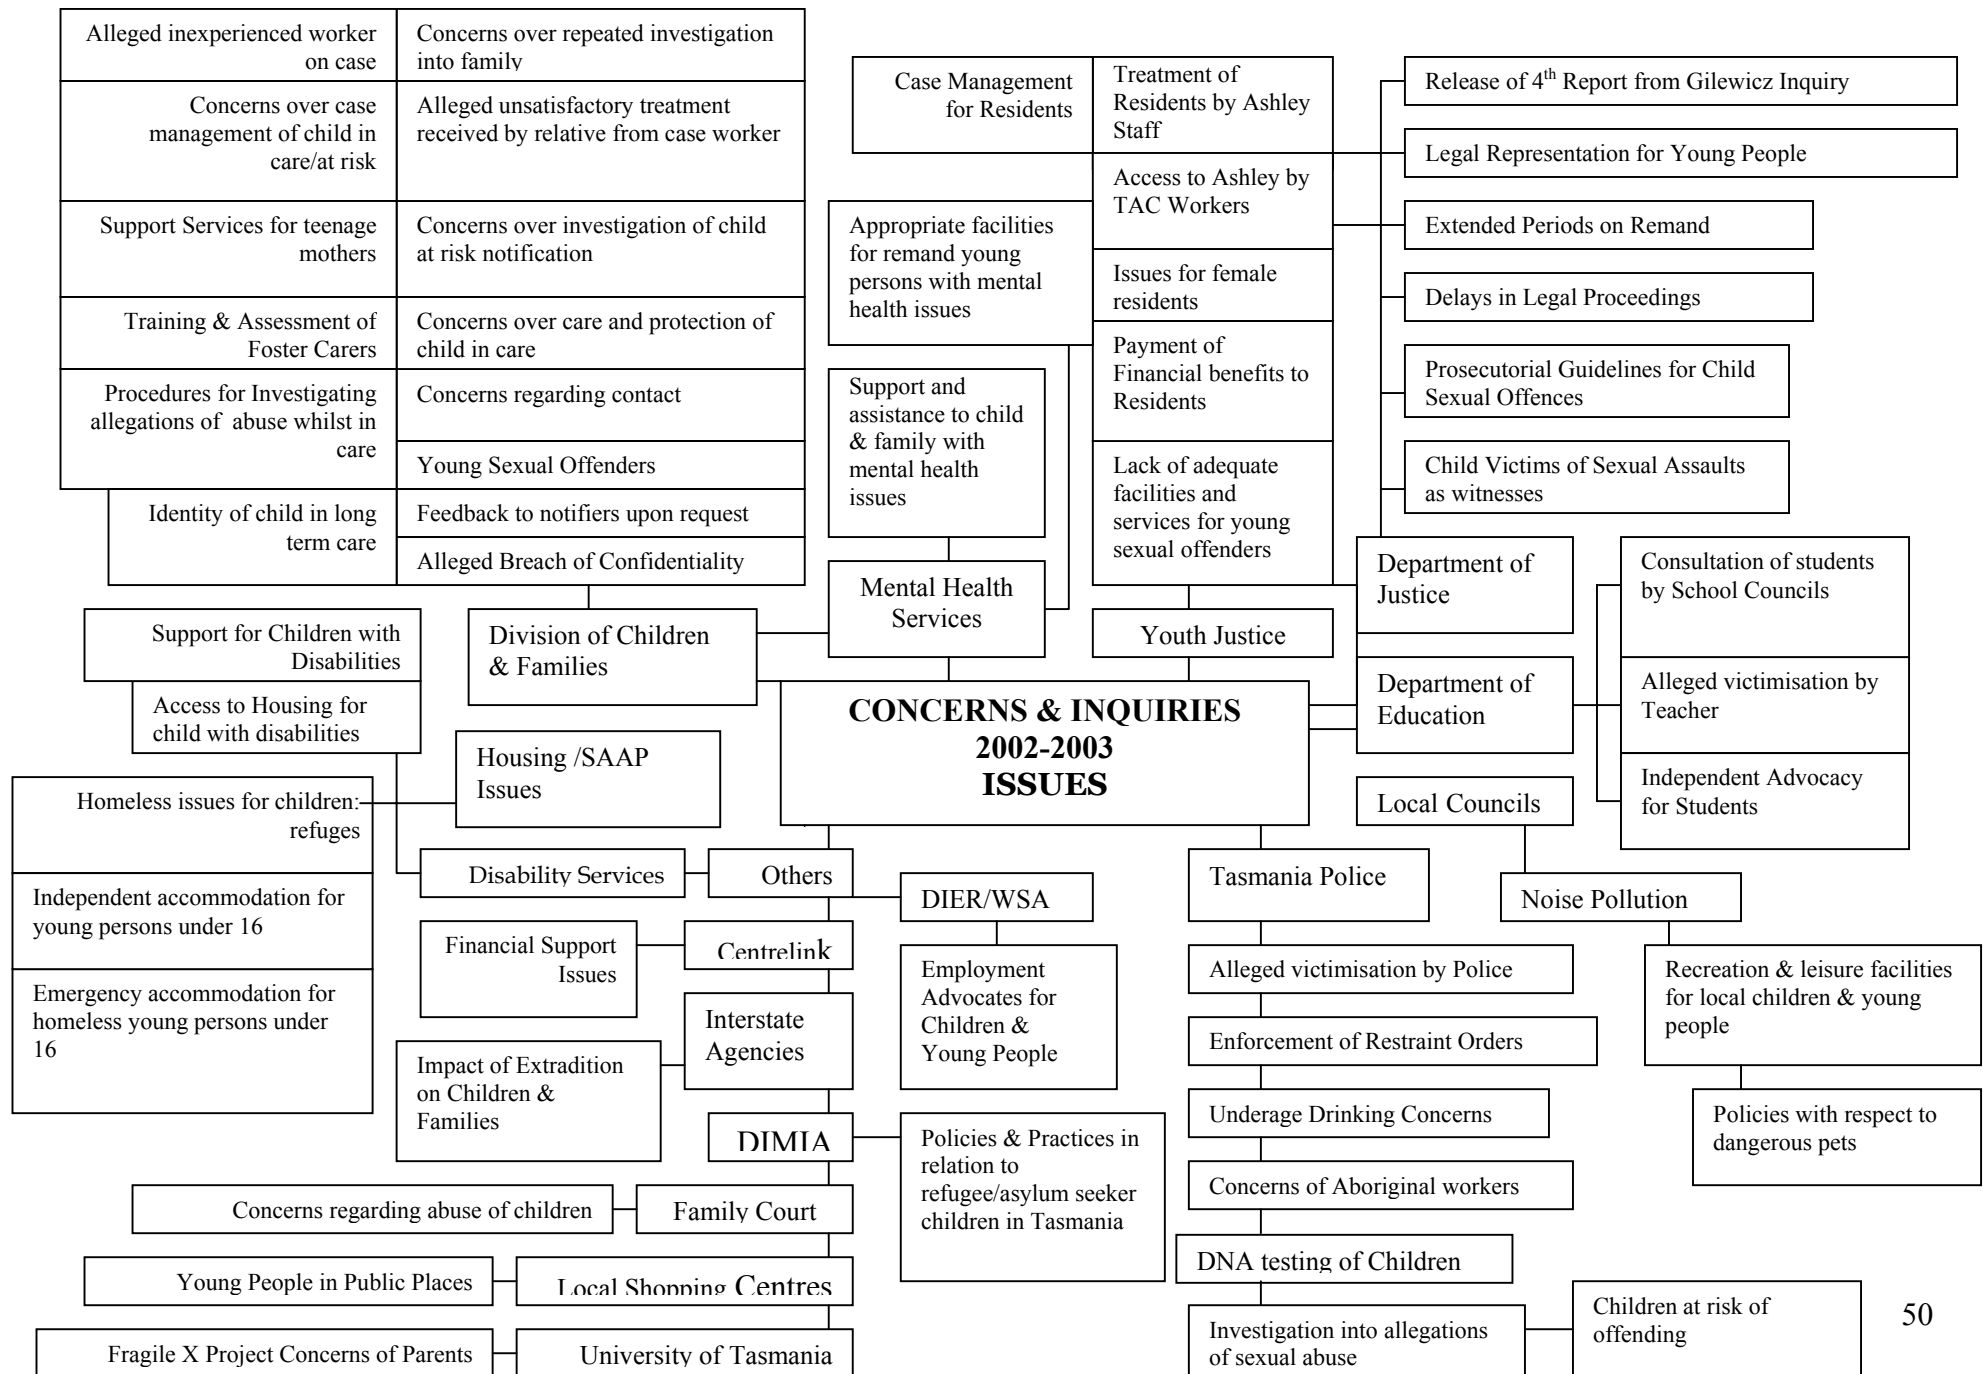 Alleged inexperienced worker
on case
Concerns over repeated investigation
into family
Concerns over case
management of child in
care/at risk
Alleged unsatisfactory treatment
received by relative from case worker
Support Services for teenage
mothers
Concerns over investigation of child
at risk notification
Training & Assessment of
Foster Carers
Concerns over care and protection of
child in care
Procedures for Investigating
allegations of abuse whilst in
care
Concerns regarding contact
Young Sexual Offenders
Identity of child in long
term care
Feedback to notifiers upon request
Alleged Breach of Confidentiality
Case Management
for Residents
Treatment of
Residents by Ashley
Staff
Access to Ashley by
TAC Workers
Appropriate facilities
for remand young
persons with mental
health issues
Issues for female
residents
Payment of
Financial benefits to
Residents
Support and
assistance to child
& family with
mental health
issues
Lack of adequate
facilities and
services for young
sexual offenders
Release of 4th Report from Gilewicz Inquiry
Legal Representation for Young People
Extended Periods on Remand
Delays in Legal Proceedings
Prosecutorial Guidelines for Child
Sexual Offences
Child Victims of Sexual Assaults
as witnesses
Support for Children with
Disabilities
Access to Housing for
child with disabilities
Division of Children
& Families
Mental Health
Services
Youth Justice
Department of
Justice
Consultation of students
by School Councils
Department of
Education
Alleged victimisation by
Teacher
Independent Advocacy
for Students
CONCERNS & INQUIRIES
2002-2003
ISSUES
Housing /SAAP
Issues
Local Councils
Homeless issues for children:
refuges
Independent accommodation for
young persons under 16
Emergency accommodation for
homeless young persons under
16
Disability Services
Others
DIER/WSA
Tasmania Police
Noise Pollution
Financial Support
Issues
Centrelink
Employment
Advocates for
Children &
Young People
Alleged victimisation by Police
Recreation & leisure facilities
for local children & young
people
Interstate
Agencies
Enforcement of Restraint Orders
Impact of Extradition
on Children &
Families
Underage Drinking Concerns
Policies with respect to
dangerous pets
DIMIA
Policies & Practices in
relation to
refugee/asylum seeker
children in Tasmania
Concerns of Aboriginal workers
Concerns regarding abuse of children
Family Court
DNA testing of Children
Young People in Public Places
Local Shopping Centres
Investigation into allegations
of sexual abuse
Children at risk of
offending
Fragile X Project Concerns of Parents
University of Tasmania
50